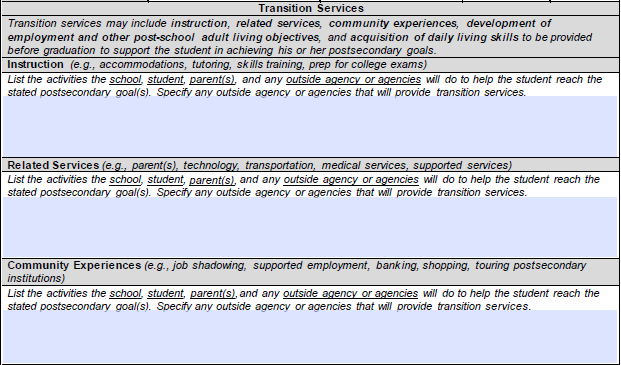 Transition Services
Transition services may include instruction, related services, community experiences, development of
employment and other post-school adult living objectives, and acquisition of daily living skills to be provided
before graduation to support the student in achieving his or her postsecondary goals.
Instruction (e.g., accommodations, tutoring, skills training, prep for college exams)
List the activities the school, student, parent(s), and any outside agency or agencies will do to help the student reach the
stated postsecondary goal(s). Specify any outside agency or agencies that will provide transition services.
Related Services (e.g., parent(s), technology, transportation, medical services, supported services)
List the activities the school, student, parent(s), and any outside agency or agencies will do to help the student reach the
stated postsecondary goal(s). Specify any outside agency or agencies that will provide transition services.
Community Experiences (e.g., job shadowing, supported employment, banking, shopping, touring postsecondary
institutions)
List the activities the school, student, parent(s), and any outside agency or agencies will do to help the student reach the
stated postsecondary goal(s). Specify any outside agency or agencies that will provide transition services.